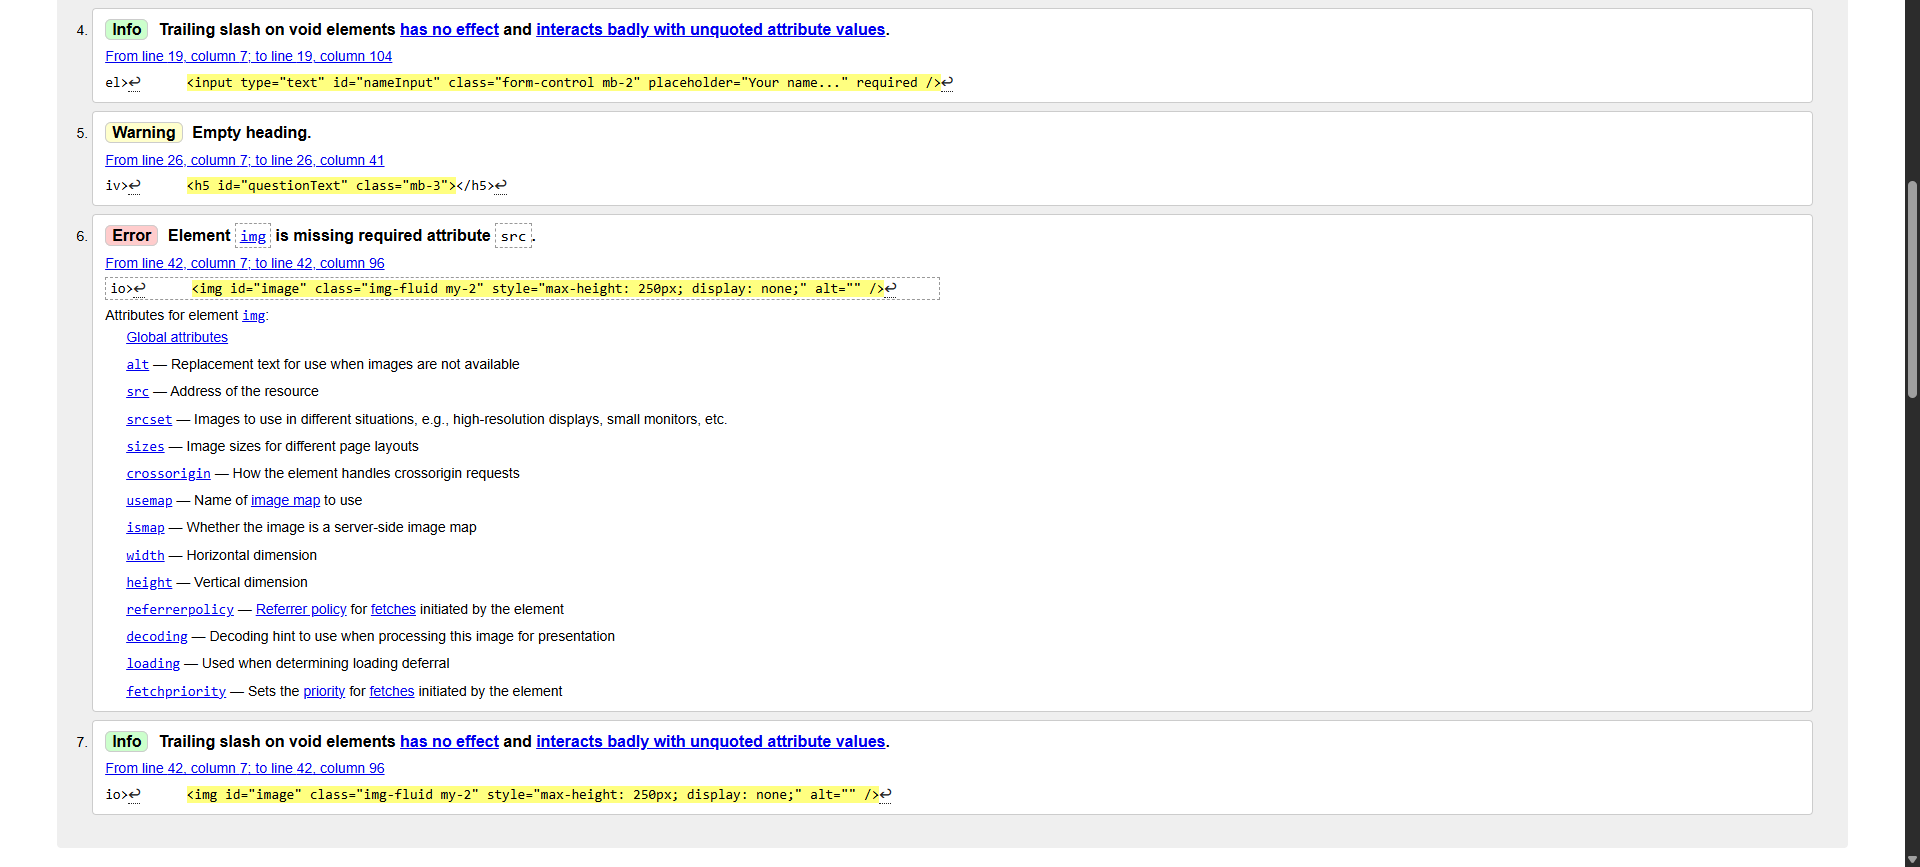 4. Info Trailing slash on void elements has no effect and interacts badly with unquoted attribute values.
From line 19, column 7; to line 19, column 104
el>↩ <input type="text" id="nameInput" class="form-control mb-2" placeholder="Your name..." required />↩
5. Warning Empty heading.
From line 26, column 7; to line 26, column 41
iv>↩ <h5 id="questionText" class="mb-3"></h5>↩
6. Error Element img is missing required attribute src.
From line 42, column 7; to line 42, column 96
io>↩ <img id="image" class="img-fluid my-2" style="max-height: 250px; display: none;" alt="" />↩
Attributes for element img:
Global attributes
alt — Replacement text for use when images are not available
src — Address of the resource
srcset — Images to use in different situations, e.g., high-resolution displays, small monitors, etc.
sizes — Image sizes for different page layouts
crossorigin — How the element handles crossorigin requests
usemap — Name of image map to use
ismap — Whether the image is a server-side image map
width — Horizontal dimension
height — Vertical dimension
referrerpolicy — Referrer policy for fetches initiated by the element
decoding — Decoding hint to use when processing this image for presentation
loading — Used when determining loading deferral
fetchpriority — Sets the priority for fetches initiated by the element
7. Info Trailing slash on void elements has no effect and interacts badly with unquoted attribute values.
From line 42, column 7; to line 42, column 96
io>↩ <img id="image" class="img-fluid my-2" style="max-height: 250px; display: none;" alt="" />↩